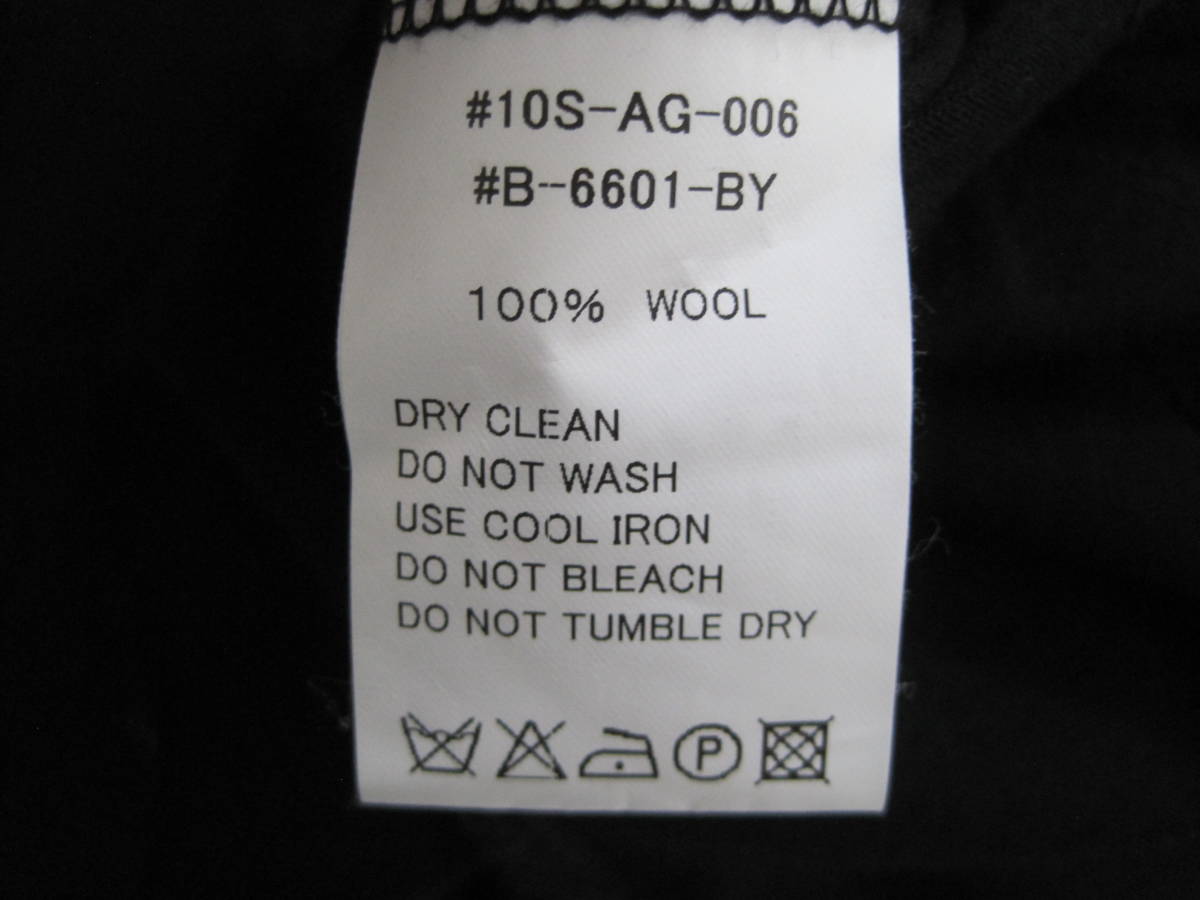 #10S-AG-006
#B--6601-BY
100% WOOL
DRY CLEAN
DO NOT WASH
USE COOL IRON
DO NOT BLEACH
DO NOT TUMBLE DRY
P